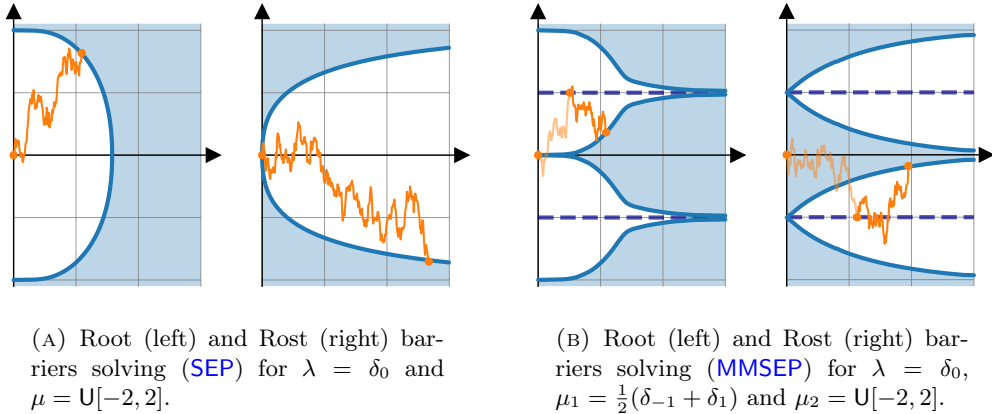 (A) Root (left) and Rost (right) bar-
riers solving (SEP) for λ = δ₀ and
μ = U[−2, 2].
(B) Root (left) and Rost (right) bar-
riers solving (MMSEP) for λ = δ₀,
μ₁ = ½(δ₋₁ + δ₁) and μ₂ = U[−2, 2].